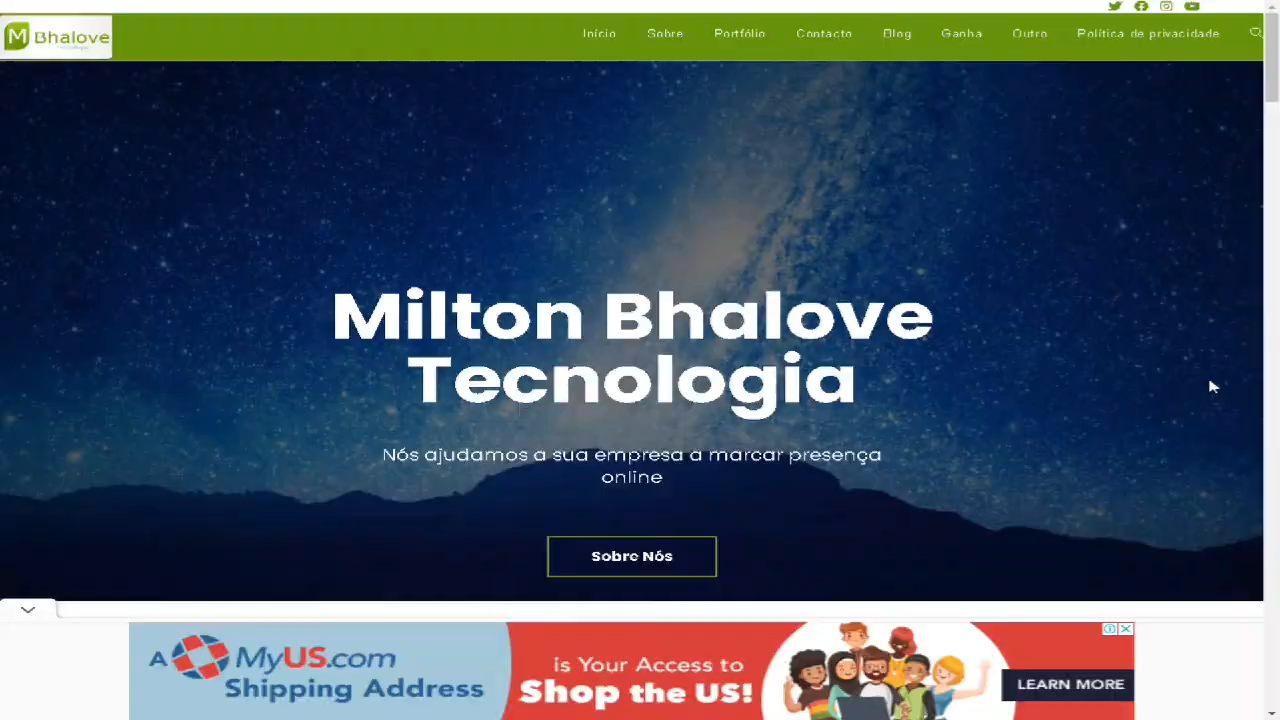 M Bhalove
Início Sobre Portfólio Contacto Blog Ganha Outro Política de privacidade
Milton Bhalove
Tecnologia
Nós ajudamos a sua empresa a marcar presença
online
Sobre Nós
A MyUS.com
Shipping Address
is Your Access to
Shop the US!
LEARN MORE